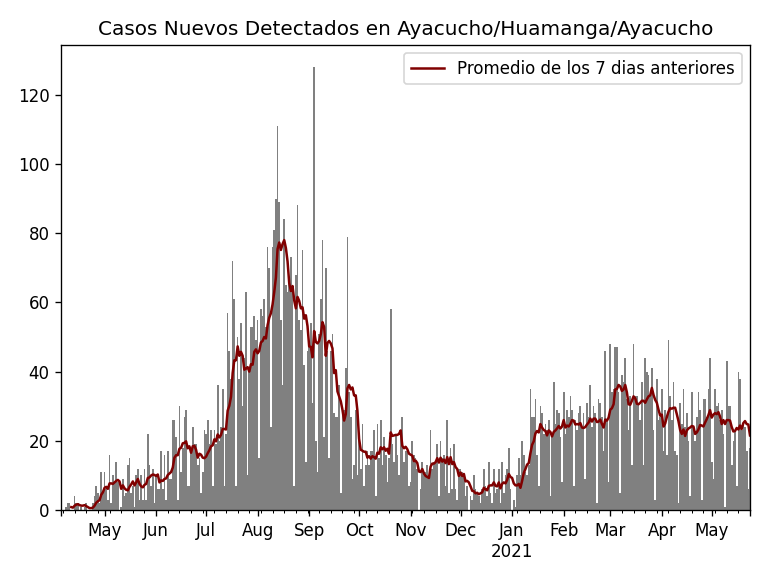 Casos Nuevos Detectados en Ayacucho/Huamanga/Ayacucho
Promedio de los 7 dias anteriores
120
100
80
60
40
20
0
May Jun Jul Aug Sep Oct Nov Dec Jan Feb Mar Apr May
2021